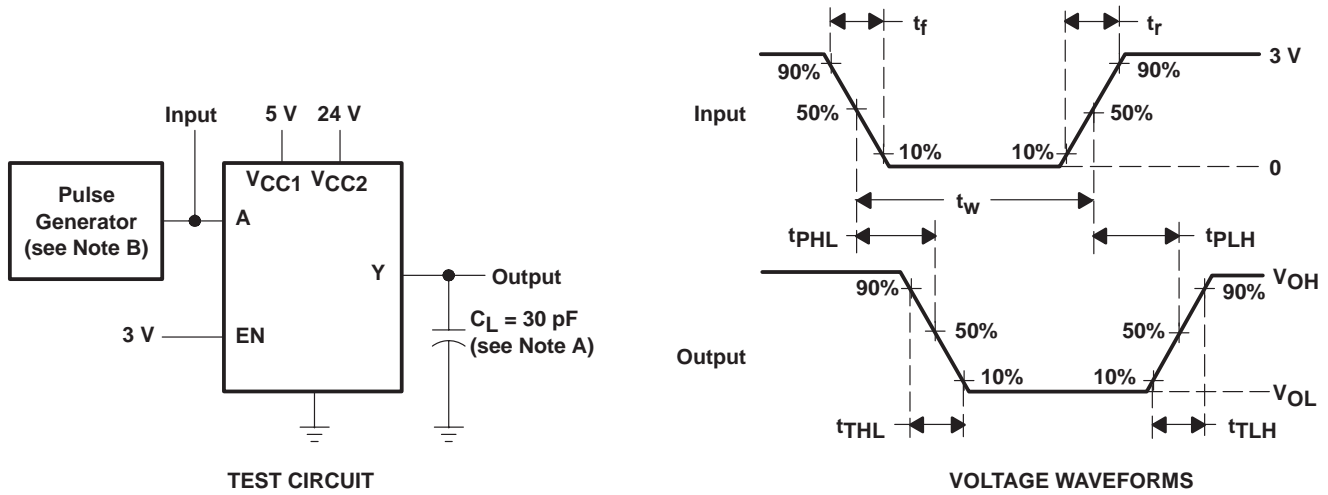 Input
5 V
24 V
VCC1
VCC2
Pulse
Generator
(see Note B)
A
Y
Output
CL = 30 pF
(see Note A)
3 V
EN
TEST CIRCUIT
tf
tr
3 V
90%
90%
Input
50%
50%
10%
10%
0
tw
tPHL
tPLH
VOH
90%
90%
Output
50%
50%
10%
10%
VOL
tTHL
tTLH
VOLTAGE WAVEFORMS